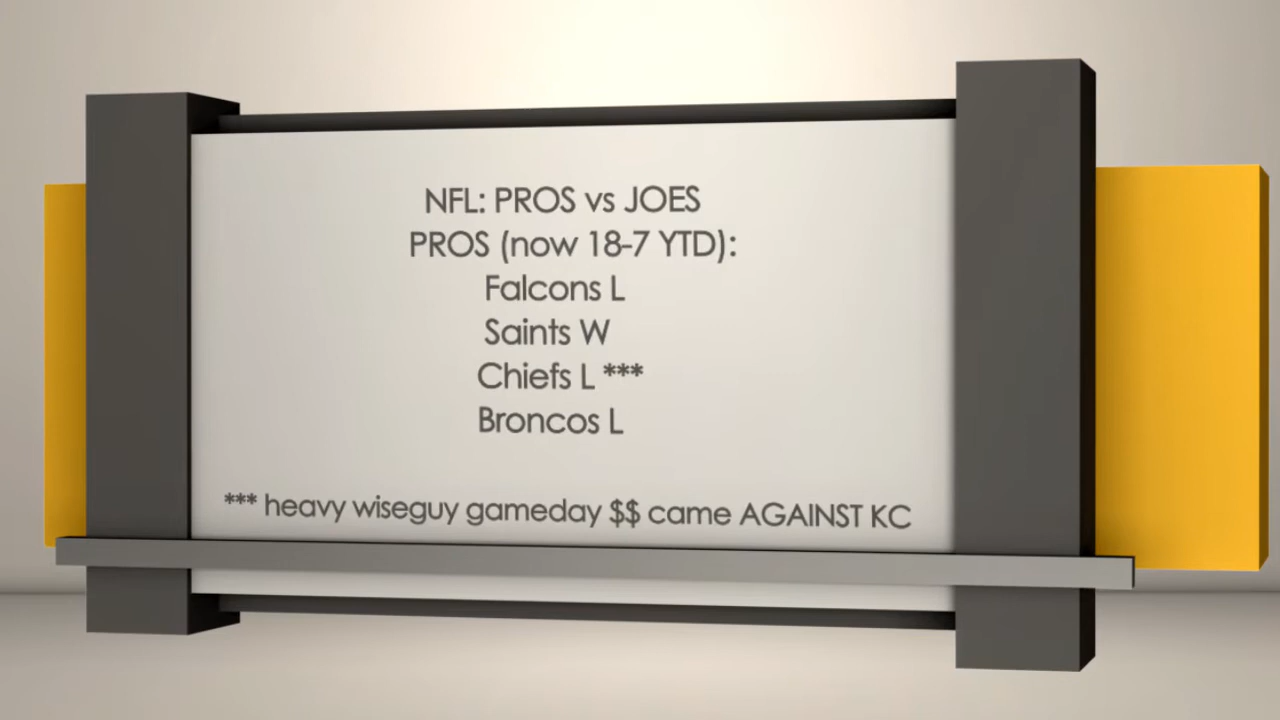 NFL: PROS vs JOES
PROS (now 18-7 YTD):
Falcons L
Saints W
Chiefs L ***
Broncos L
*** heavy wiseguy gameday $$ came AGAINST KC